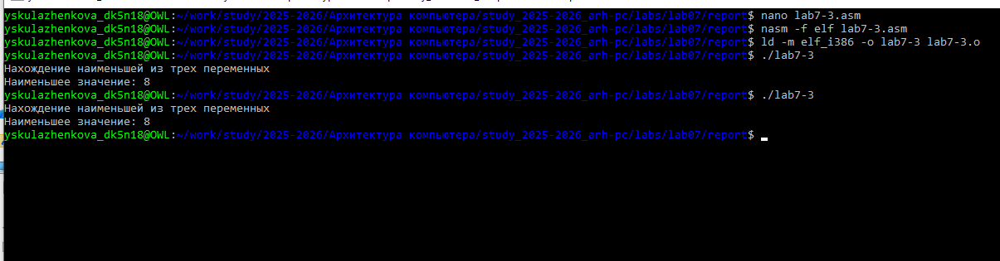 yskulazhenkova_dk5n18@OWL:~/work/study/2025-2026/Архитектура компьютера/study_2025-2026_arh-pc/labs/lab07/report$ nano lab7-3.asm
yskulazhenkova_dk5n18@OWL:~/work/study/2025-2026/Архитектура компьютера/study_2025-2026_arh-pc/labs/lab07/report$ nasm -f elf lab7-3.asm
yskulazhenkova_dk5n18@OWL:~/work/study/2025-2026/Архитектура компьютера/study_2025-2026_arh-pc/labs/lab07/report$ ld -m elf_i386 -o lab7-3 lab7-3.o
yskulazhenkova_dk5n18@OWL:~/work/study/2025-2026/Архитектура компьютера/study_2025-2026_arh-pc/labs/lab07/report$ ./lab7-3
Нахождение наименьшей из трех переменных
Наименьшее значение: 8
yskulazhenkova_dk5n18@OWL:~/work/study/2025-2026/Архитектура компьютера/study_2025-2026_arh-pc/labs/lab07/report$ ./lab7-3
Нахождение наименьшей из трех переменных
Наименьшее значение: 8
yskulazhenkova_dk5n18@OWL:~/work/study/2025-2026/Архитектура компьютера/study_2025-2026_arh-pc/labs/lab07/report$